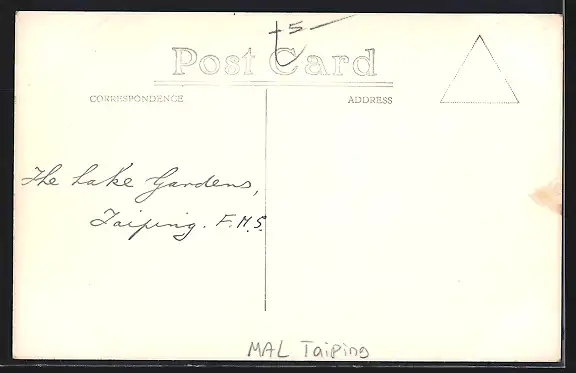 5-
Post Card
CORRESPONDENCE
ADDRESS
The Lake Gardens,
Taiping. F.M.S.
MAL Taiping